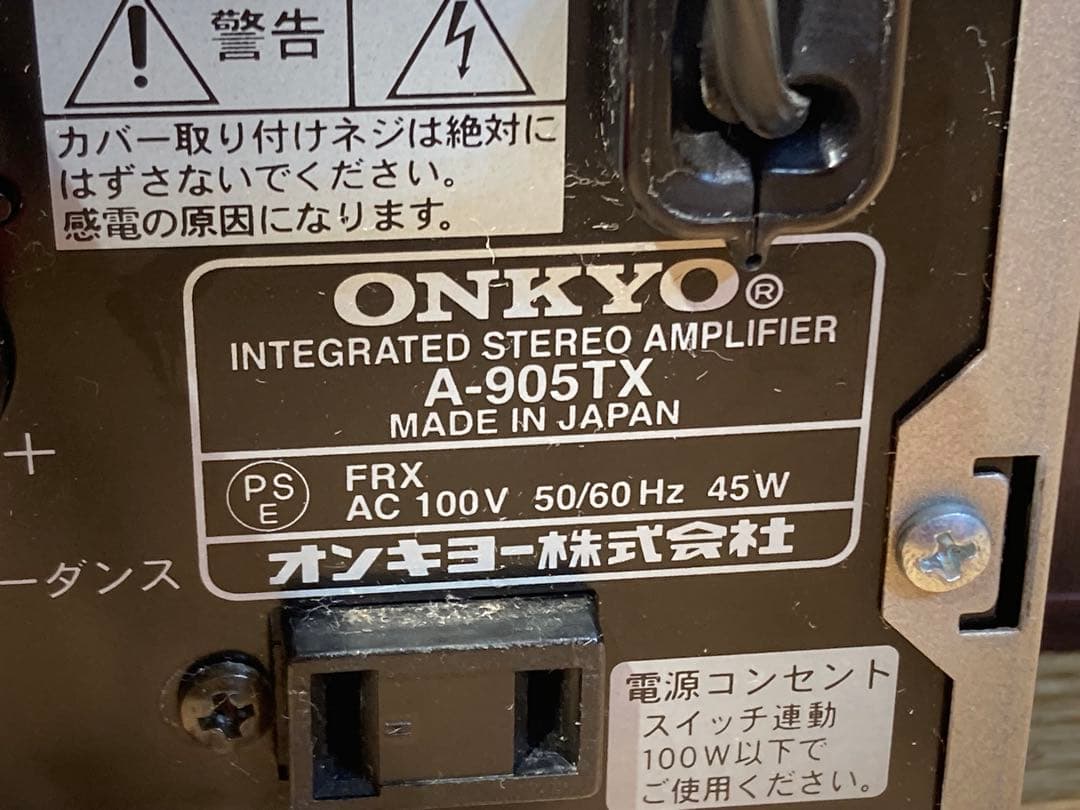 警告
カバー取り付けネジは絶対に
はずさないでください。
感電の原因になります。
ONKYO®
INTEGRATED STEREO AMPLIFIER
A-905TX
MADE IN JAPAN
PSE
FRX
AC 100V 50/60Hz 45W
オンキヨー株式会社
+
ーダンス
N
電源コンセント
スイッチ連動
100W以下で
ご使用ください。